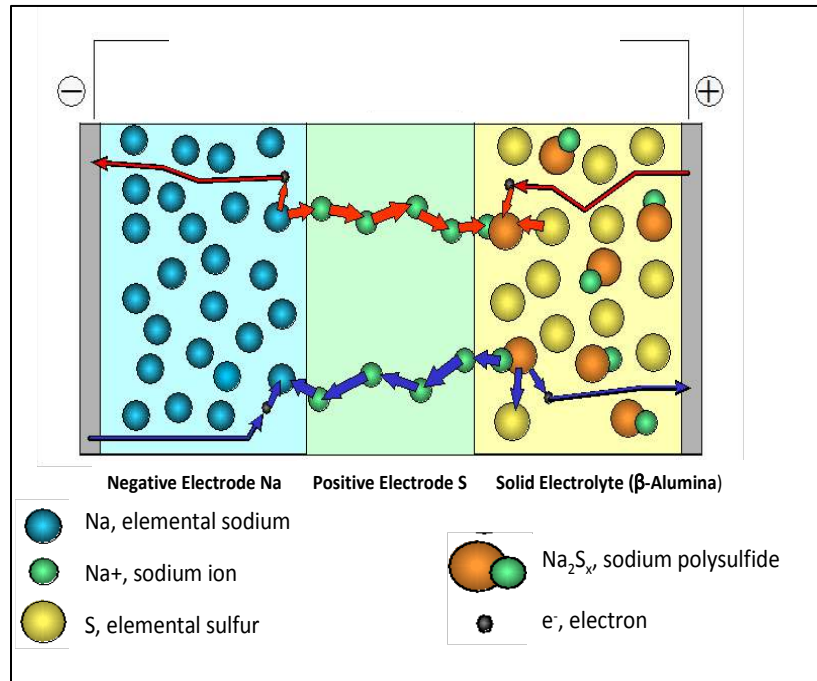 − +
Negative Electrode Na Positive Electrode S Solid Electrolyte (β-Alumina)
Na, elemental sodium
Na+, sodium ion
S, elemental sulfur
Na₂Sₓ, sodium polysulfide
e⁻, electron